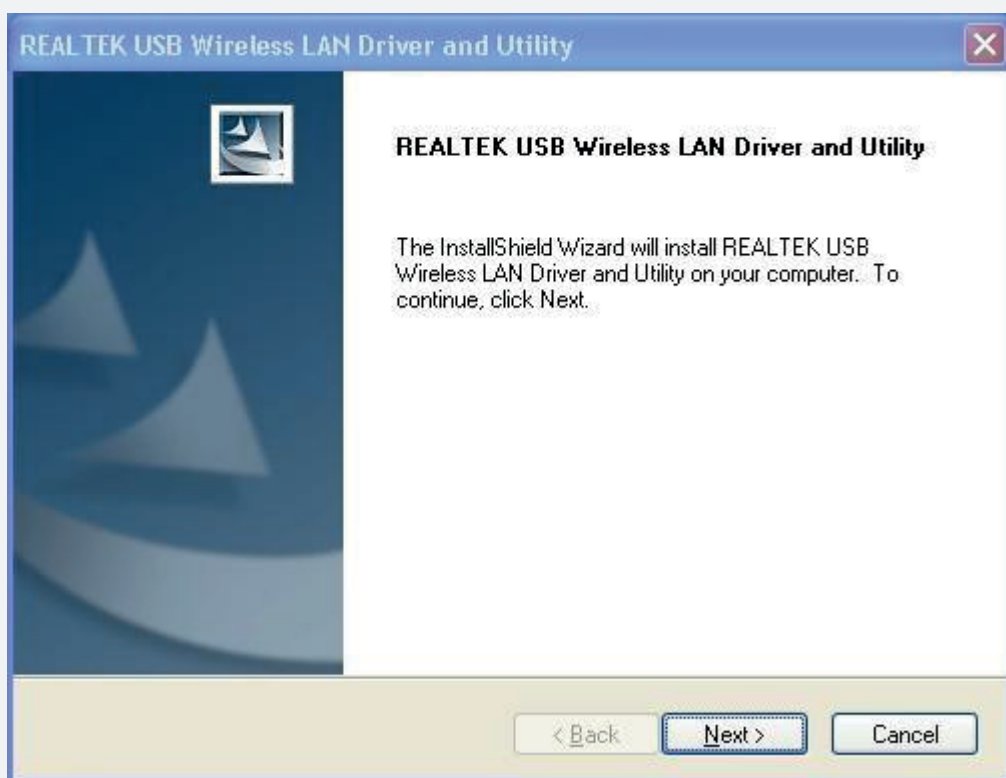 REALTEK USB Wireless LAN Driver and Utility
REALTEK USB Wireless LAN Driver and Utility
The InstallShield Wizard will install REALTEK USB
Wireless LAN Driver and Utility on your computer. To
continue, click Next.
< Back Next > Cancel